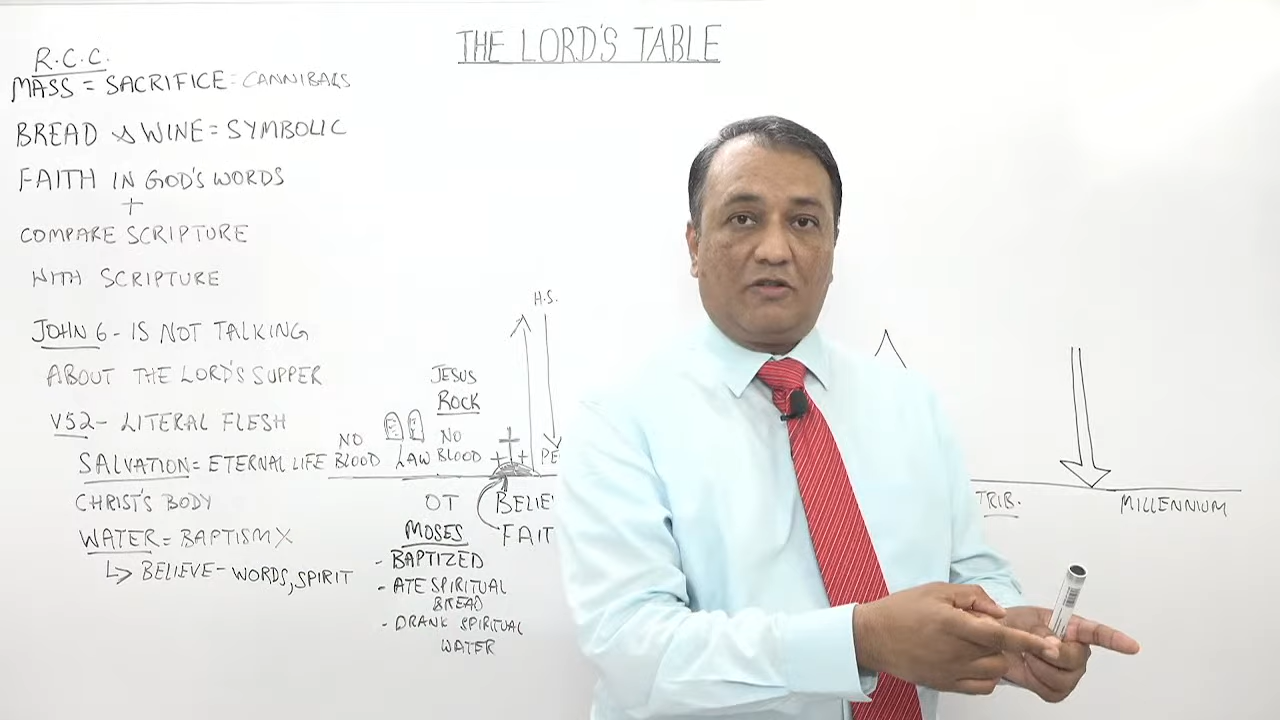 THE LORD'S TABLE
R.C.C.
MASS = SACRIFICE = CANNIBALS
BREAD & WINE = SYMBOLIC
FAITH IN GOD'S WORDS
+
COMPARE SCRIPTURE
WITH SCRIPTURE
JOHN 6 - IS NOT TALKING
ABOUT THE LORD'S SUPPER
V52 - LITERAL FLESH
SALVATION = ETERNAL LIFE
CHRIST'S BODY
WATER = BAPTISM X
↳ BELIEVE - WORDS, SPIRIT
H.S.
JESUS
ROCK
NO
BLOOD
LAW
NO
BLOOD
PE
OT
BELIEV
MOSES
FAIT
- BAPTIZED
- ATE SPIRITUAL
BREAD
- DRANK SPIRITUAL
WATER
TRIB.
MILLENNIUM